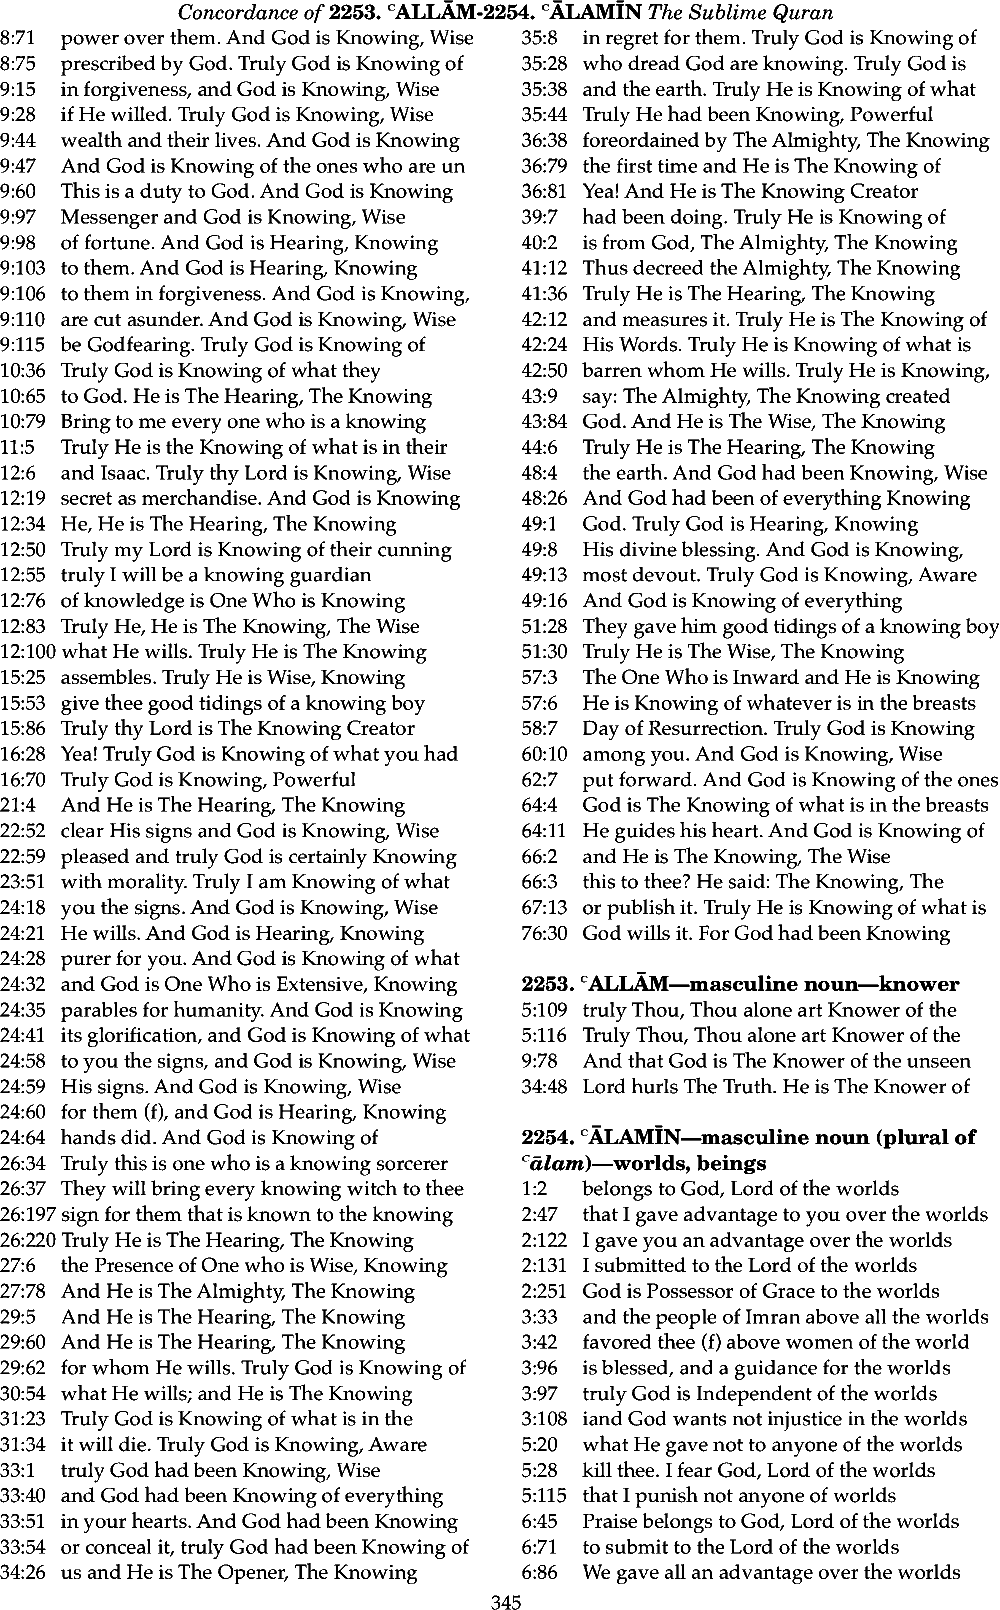 Concordance of 2253. ᶜALLĀM-2254. ᶜĀLAMĪN The Sublime Quran
8:71 power over them. And God is Knowing, Wise
8:75 prescribed by God. Truly God is Knowing of
9:15 in forgiveness, and God is Knowing, Wise
9:28 if He willed. Truly God is Knowing, Wise
9:44 wealth and their lives. And God is Knowing
9:47 And God is Knowing of the ones who are un
9:60 This is a duty to God. And God is Knowing
9:97 Messenger and God is Knowing, Wise
9:98 of fortune. And God is Hearing, Knowing
9:103 to them. And God is Hearing, Knowing
9:106 to them in forgiveness. And God is Knowing,
9:110 are cut asunder. And God is Knowing, Wise
9:115 be Godfearing. Truly God is Knowing of
10:36 Truly God is Knowing of what they
10:65 to God. He is The Hearing, The Knowing
10:79 Bring to me every one who is a knowing
11:5 Truly He is the Knowing of what is in their
12:6 and Isaac. Truly thy Lord is Knowing, Wise
12:19 secret as merchandise. And God is Knowing
12:34 He, He is The Hearing, The Knowing
12:50 Truly my Lord is Knowing of their cunning
12:55 truly I will be a knowing guardian
12:76 of knowledge is One Who is Knowing
12:83 Truly He, He is The Knowing, The Wise
12:100 what He wills. Truly He is The Knowing
15:25 assembles. Truly He is Wise, Knowing
15:53 give thee good tidings of a knowing boy
15:86 Truly thy Lord is The Knowing Creator
16:28 Yea! Truly God is Knowing of what you had
16:70 Truly God is Knowing, Powerful
21:4 And He is The Hearing, The Knowing
22:52 clear His signs and God is Knowing, Wise
22:59 pleased and truly God is certainly Knowing
23:51 with morality. Truly I am Knowing of what
24:18 you the signs. And God is Knowing, Wise
24:21 He wills. And God is Hearing, Knowing
24:28 purer for you. And God is Knowing of what
24:32 and God is One Who is Extensive, Knowing
24:35 parables for humanity. And God is Knowing
24:41 its glorification, and God is Knowing of what
24:58 to you the signs, and God is Knowing, Wise
24:59 His signs. And God is Knowing, Wise
24:60 for them (f), and God is Hearing, Knowing
24:64 hands did. And God is Knowing of
26:34 Truly this is one who is a knowing sorcerer
26:37 They will bring every knowing witch to thee
26:197 sign for them that is known to the knowing
26:220 Truly He is The Hearing, The Knowing
27:6 the Presence of One who is Wise, Knowing
27:78 And He is The Almighty, The Knowing
29:5 And He is The Hearing, The Knowing
29:60 And He is The Hearing, The Knowing
29:62 for whom He wills. Truly God is Knowing of
30:54 what He wills; and He is The Knowing
31:23 Truly God is Knowing of what is in the
31:34 it will die. Truly God is Knowing, Aware
33:1 truly God had been Knowing, Wise
33:40 and God had been Knowing of everything
33:51 in your hearts. And God had been Knowing
33:54 or conceal it, truly God had been Knowing of
34:26 us and He is The Opener, The Knowing
35:8 in regret for them. Truly God is Knowing of
35:28 who dread God are knowing. Truly God is
35:38 and the earth. Truly He is Knowing of what
35:44 Truly He had been Knowing, Powerful
36:38 foreordained by The Almighty, The Knowing
36:79 the first time and He is The Knowing of
36:81 Yea! And He is The Knowing Creator
39:7 had been doing. Truly He is Knowing of
40:2 is from God, The Almighty, The Knowing
41:12 Thus decreed the Almighty, The Knowing
41:36 Truly He is The Hearing, The Knowing
42:12 and measures it. Truly He is The Knowing of
42:24 His Words. Truly He is Knowing of what is
42:50 barren whom He wills. Truly He is Knowing,
43:9 say: The Almighty, The Knowing created
43:84 God. And He is The Wise, The Knowing
44:6 Truly He is The Hearing, The Knowing
48:4 the earth. And God had been Knowing, Wise
48:26 And God had been of everything Knowing
49:1 God. Truly God is Hearing, Knowing
49:8 His divine blessing. And God is Knowing,
49:13 most devout. Truly God is Knowing, Aware
49:16 And God is Knowing of everything
51:28 They gave him good tidings of a knowing boy
51:30 Truly He is The Wise, The Knowing
57:3 The One Who is Inward and He is Knowing
57:6 He is Knowing of whatever is in the breasts
58:7 Day of Resurrection. Truly God is Knowing
60:10 among you. And God is Knowing, Wise
62:7 put forward. And God is Knowing of the ones
64:4 God is The Knowing of what is in the breasts
64:11 He guides his heart. And God is Knowing of
66:2 and He is The Knowing, The Wise
66:3 this to thee? He said: The Knowing, The
67:13 or publish it. Truly He is Knowing of what is
76:30 God wills it. For God had been Knowing
2253. ᶜALLĀM—masculine noun—knower
5:109 truly Thou, Thou alone art Knower of the
5:116 Truly Thou, Thou alone art Knower of the
9:78 And that God is The Knower of the unseen
34:48 Lord hurls The Truth. He is The Knower of
2254. ᶜĀLAMĪN—masculine noun (plural of
ᶜālam)—worlds, beings
1:2 belongs to God, Lord of the worlds
2:47 that I gave advantage to you over the worlds
2:122 I gave you an advantage over the worlds
2:131 I submitted to the Lord of the worlds
2:251 God is Possessor of Grace to the worlds
3:33 and the people of Imran above all the worlds
3:42 favored thee (f) above women of the world
3:96 is blessed, and a guidance for the worlds
3:97 truly God is Independent of the worlds
3:108 iand God wants not injustice in the worlds
5:20 what He gave not to anyone of the worlds
5:28 kill thee. I fear God, Lord of the worlds
5:115 that I punish not anyone of worlds
6:45 Praise belongs to God, Lord of the worlds
6:71 to submit to the Lord of the worlds
6:86 We gave all an advantage over the worlds
345